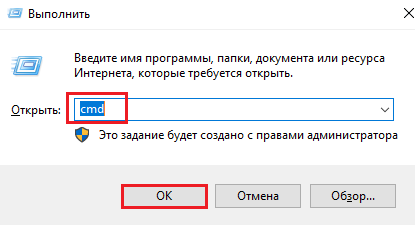 Выполнить
Введите имя программы, папки, документа или ресурса
Интернета, которые требуется открыть.
Открыть: cmd
Это задание будет создано с правами администратора
ОК Отмена Обзор...